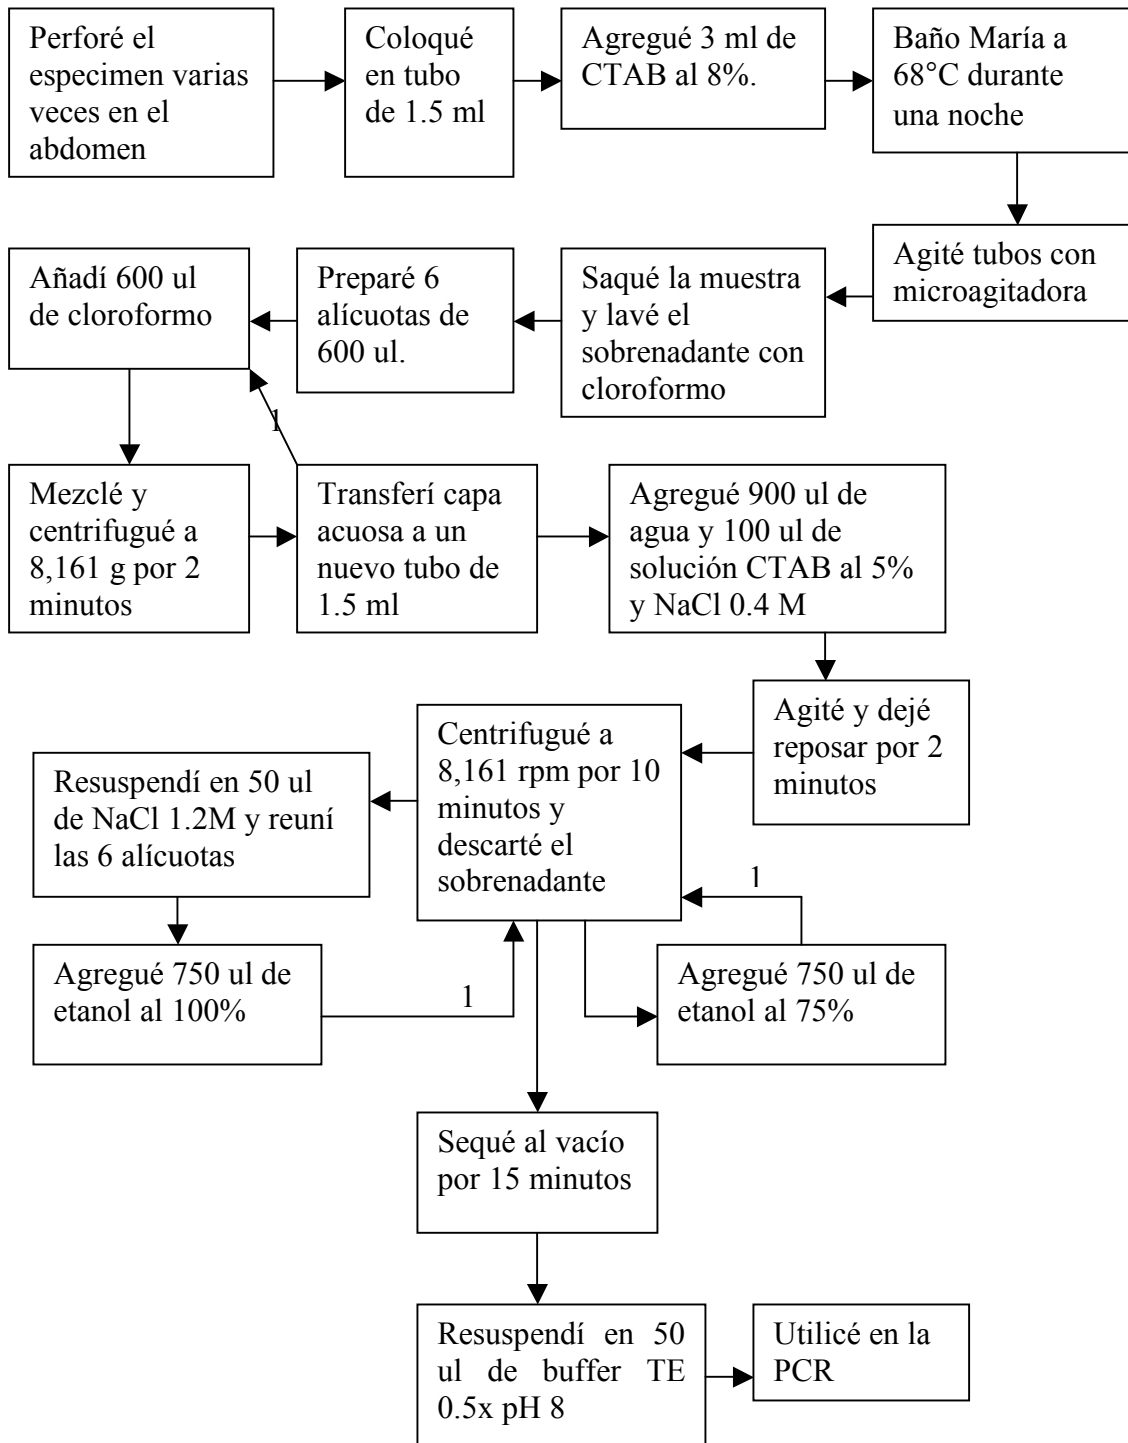 Perforé el
especimen varias
veces en el
abdomen
Coloqué
en tubo
de 1.5 ml
Agregué 3 ml de
CTAB al 8%.
Baño María a
68°C durante
una noche
Agité tubos con
microagitadora
Saqué la muestra
y lavé el
sobrenadante con
cloroformo
Preparé 6
alícuotas de
600 ul.
Añadí 600 ul
de cloroformo
1
Mezclé y
centrifugué a
8,161 g por 2
minutos
Transferí capa
acuosa a un
nuevo tubo de
1.5 ml
Agregué 900 ul de
agua y 100 ul de
solución CTAB al 5%
y NaCl 0.4 M
Agité y dejé
reposar por 2
minutos
Centrifugué a
8,161 rpm por 10
minutos y
descarté el
sobrenadante
Resuspendí en 50 ul
de NaCl 1.2M y reuní
las 6 alícuotas
Agregué 750 ul de
etanol al 100%
1
1
Agregué 750 ul de
etanol al 75%
Sequé al vacío
por 15 minutos
Resuspendí en 50
ul de buffer TE
0.5x pH 8
Utilicé en la
PCR